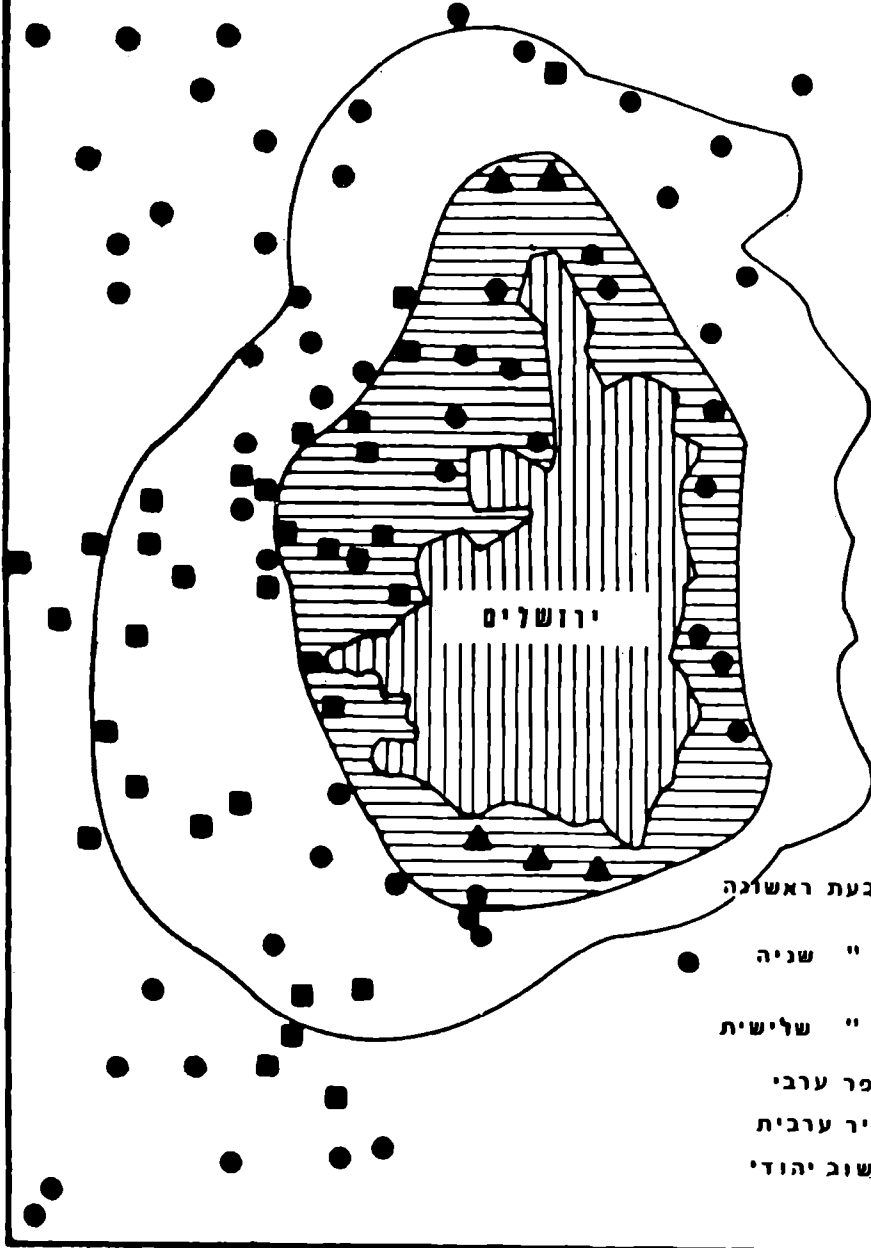 ירושלים
בעת ראשונה
" שניה
" שלישית
פר ערבי
יר ערבית
שוב יהודי